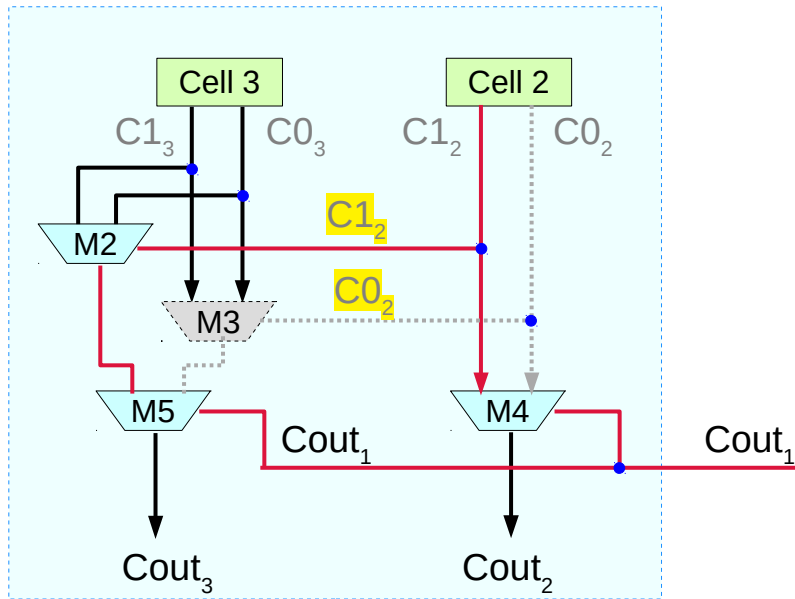 Cell 3
Cell 2
C1₃
C0₃
C1₂
C0₂
C1₂
M2
C0₂
M3
M5
M4
Cout₁
Cout₁
Cout₃
Cout₂